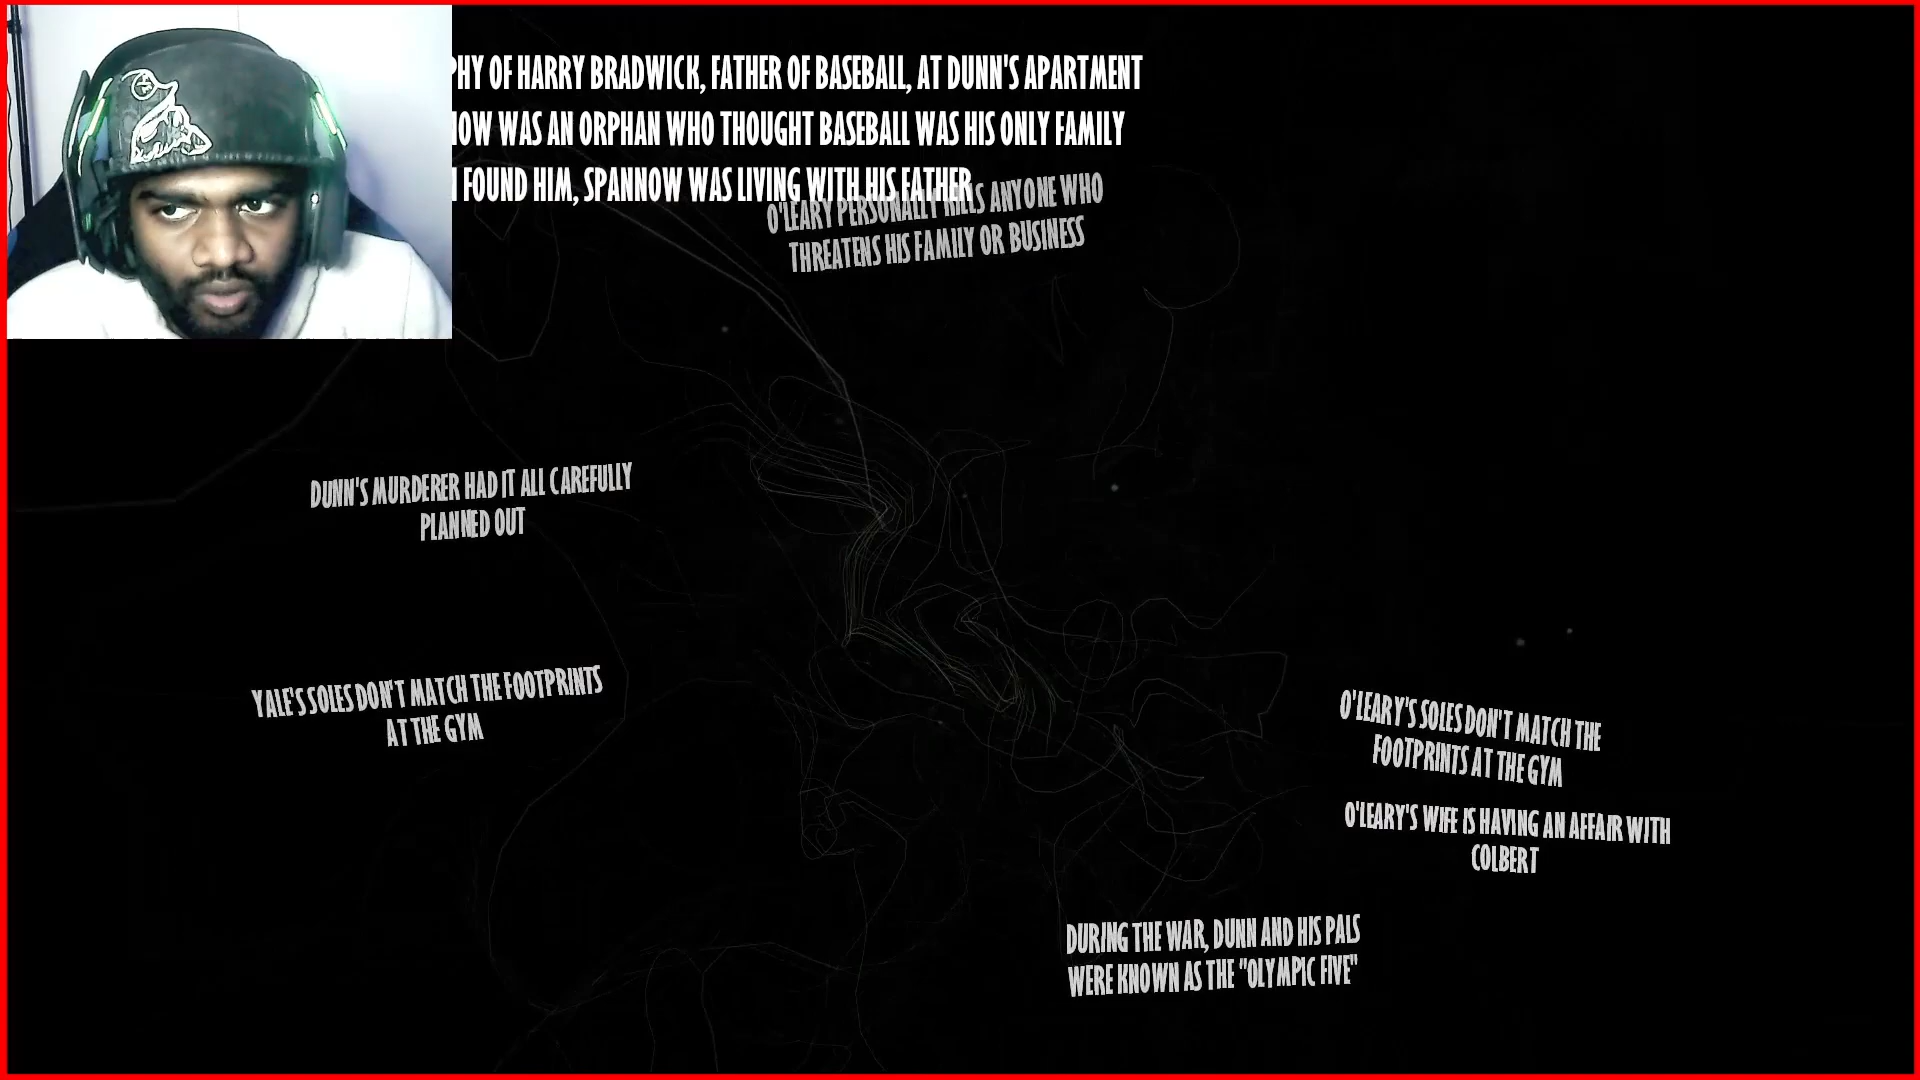 PHY OF HARRY BRADWICK, FATHER OF BASEBALL, AT DUNN'S APARTMENT
OW WAS AN ORPHAN WHO THOUGHT BASEBALL WAS HIS ONLY FAMILY
FOUND HIM, SPANNOW WAS LIVING WITH HIS FATHER
O'LEARY PERSONALLY KILLS ANYONE WHO
THREATENS HIS FAMILY OR BUSINESS
DUNN'S MURDERER HAD IT ALL CAREFULLY
PLANNED OUT
YALE'S SOLES DON'T MATCH THE FOOTPRINTS
AT THE GYM
O'LEARY'S SOLES DON'T MATCH THE
FOOTPRINTS AT THE GYM
O'LEARY'S WIFE IS HAVING AN AFFAIR WITH
COLBERT
DURING THE WAR, DUNN AND HIS PALS
WERE KNOWN AS THE "OLYMPIC FIVE"